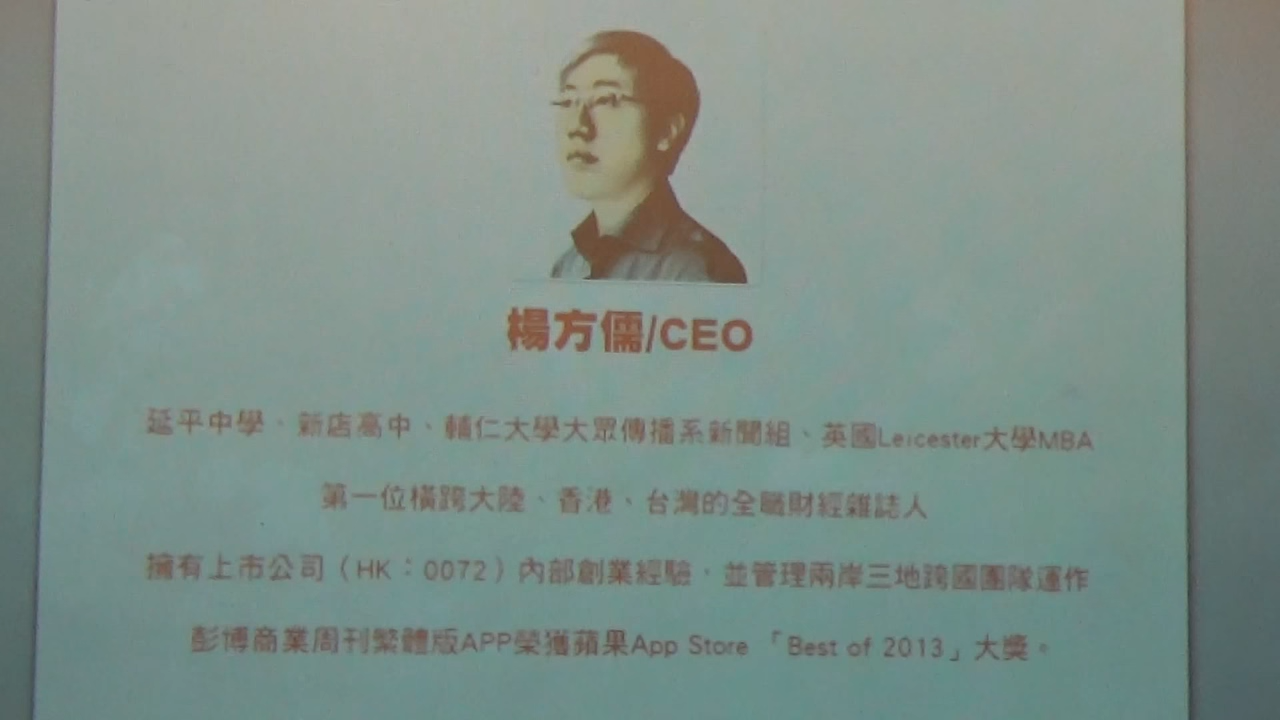 楊方儒/CEO
延平中學、新店高中、輔仁大學大眾傳播系新聞組、英國Leicester大學MBA
第一位橫跨大陸、香港、台灣的全職財經雜誌人
擁有上市公司（HK：0072）內部創業經驗，並管理兩岸三地跨國團隊運作
彭博商業周刊繁體版APP榮獲蘋果App Store「Best of 2013」大獎。